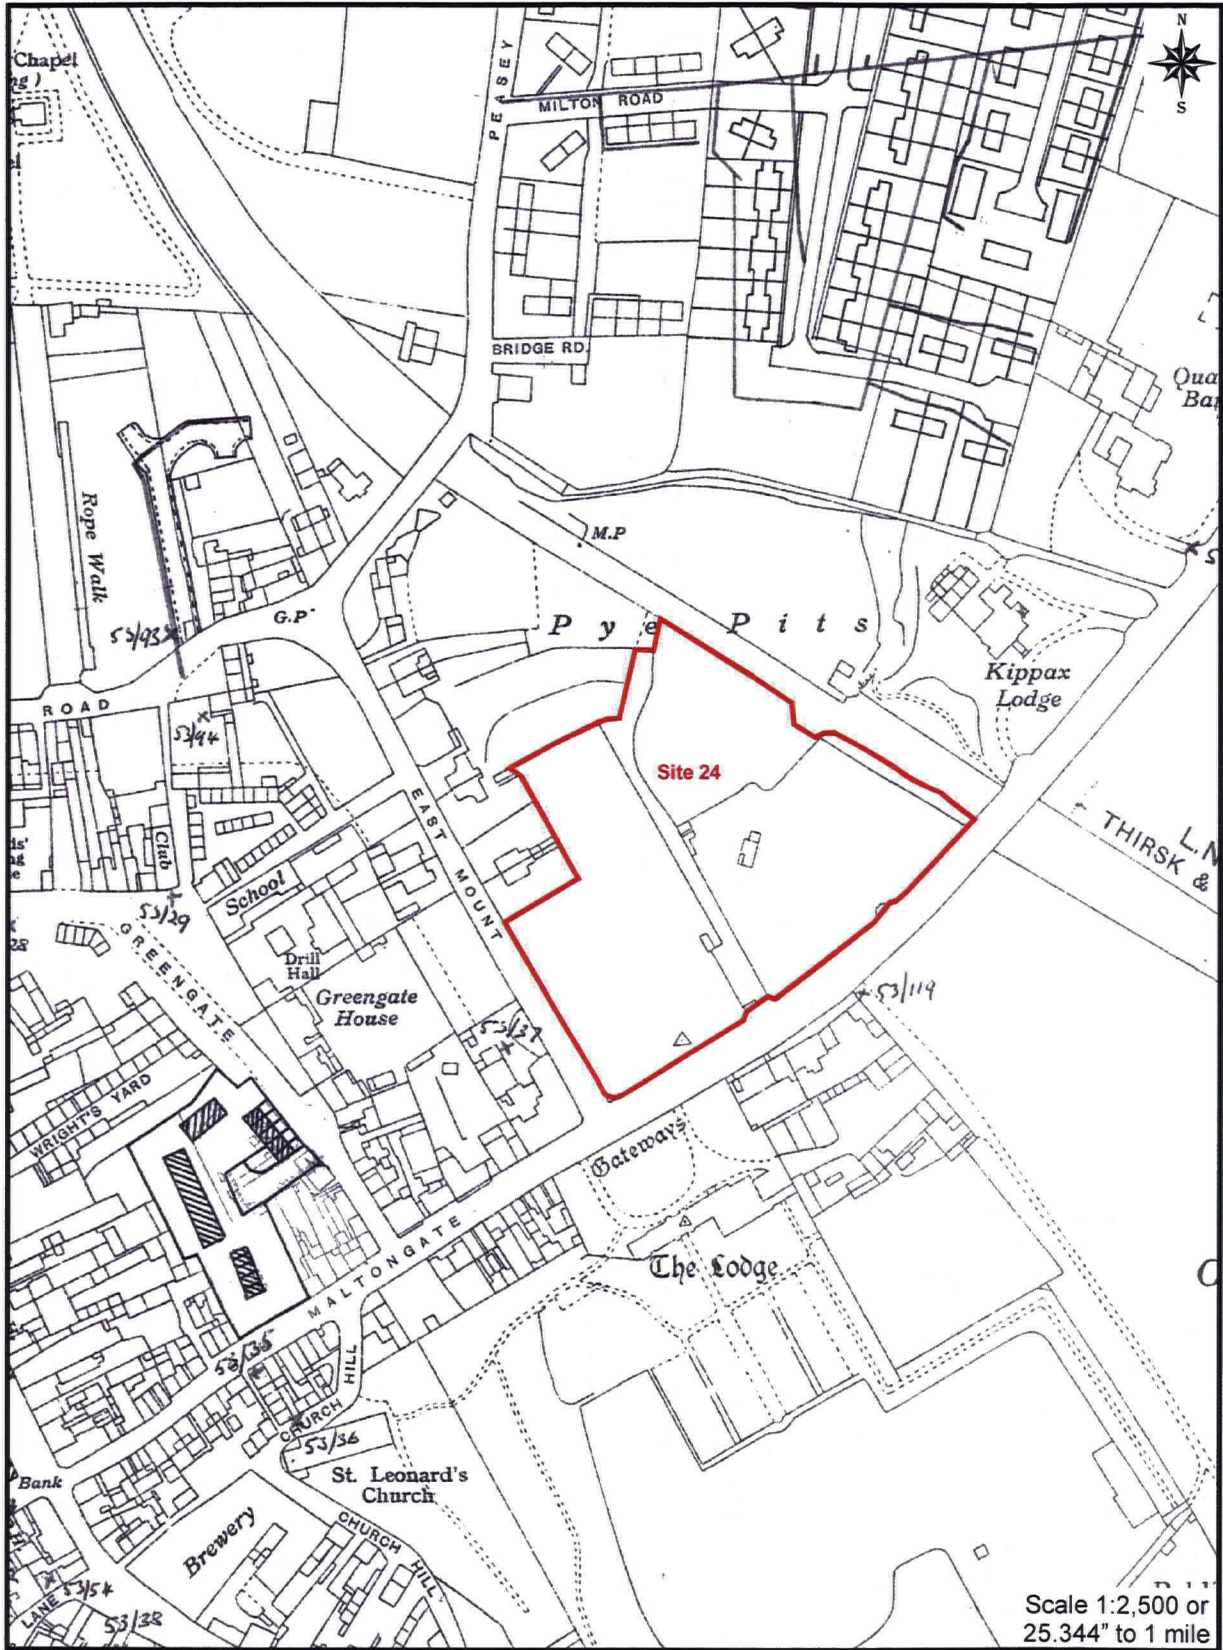 N
S
Chapel
PEASEY
MILTON ROAD
BRIDGE RD.
Rope Walk
M.P
G.P
53/93
Pye Pits
Kippax
Lodge
ROAD
53/94
Site 24
EAST MOUNT
Club
School
53/29
GREENGATE
Drill
Hall
Greengate
House
53/37
53/119
THIRSK &
WRIGHT'S YARD
Gateways
The Lodge
MALTONGATE
53/35
CHURCH HILL
53/36
St. Leonard's
Church
Bank
Brewery
CHURCH HILL
LANE
53/54
53/38
Scale 1:2,500 or
25.344" to 1 mile